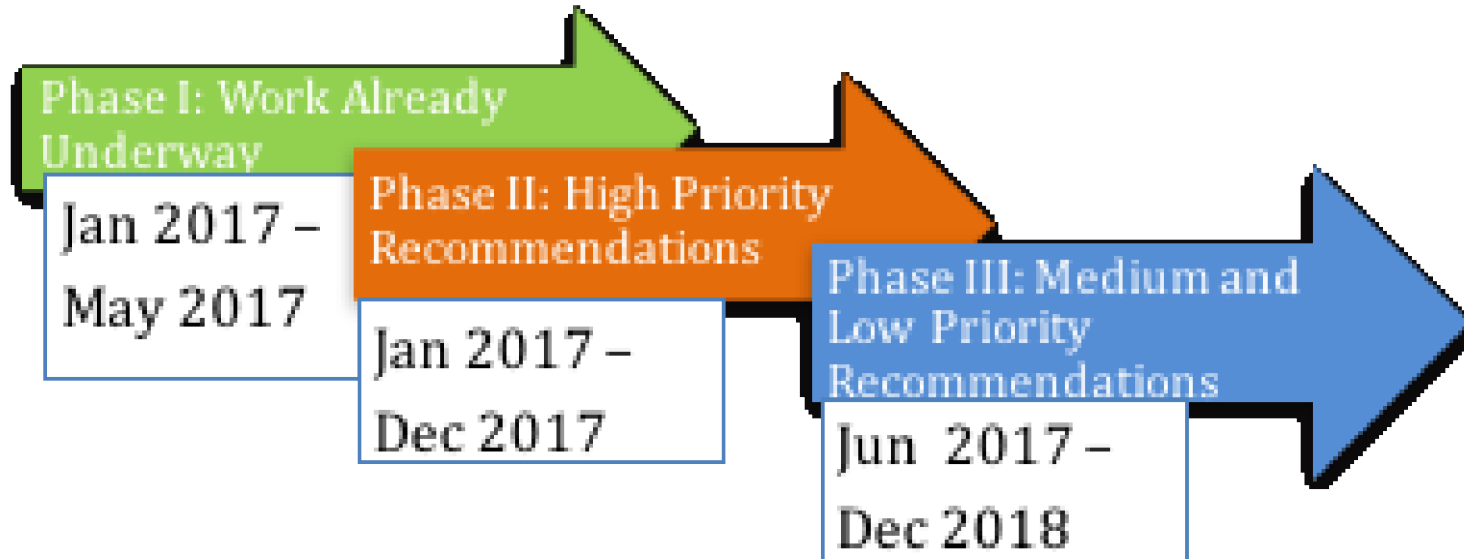 Phase I: Work Already
Underway
Jan 2017 –
May 2017
Phase II: High Priority
Recommendations
Jan 2017 –
Dec 2017
Phase III: Medium and
Low Priority
Recommendations
Jun 2017 –
Dec 2018